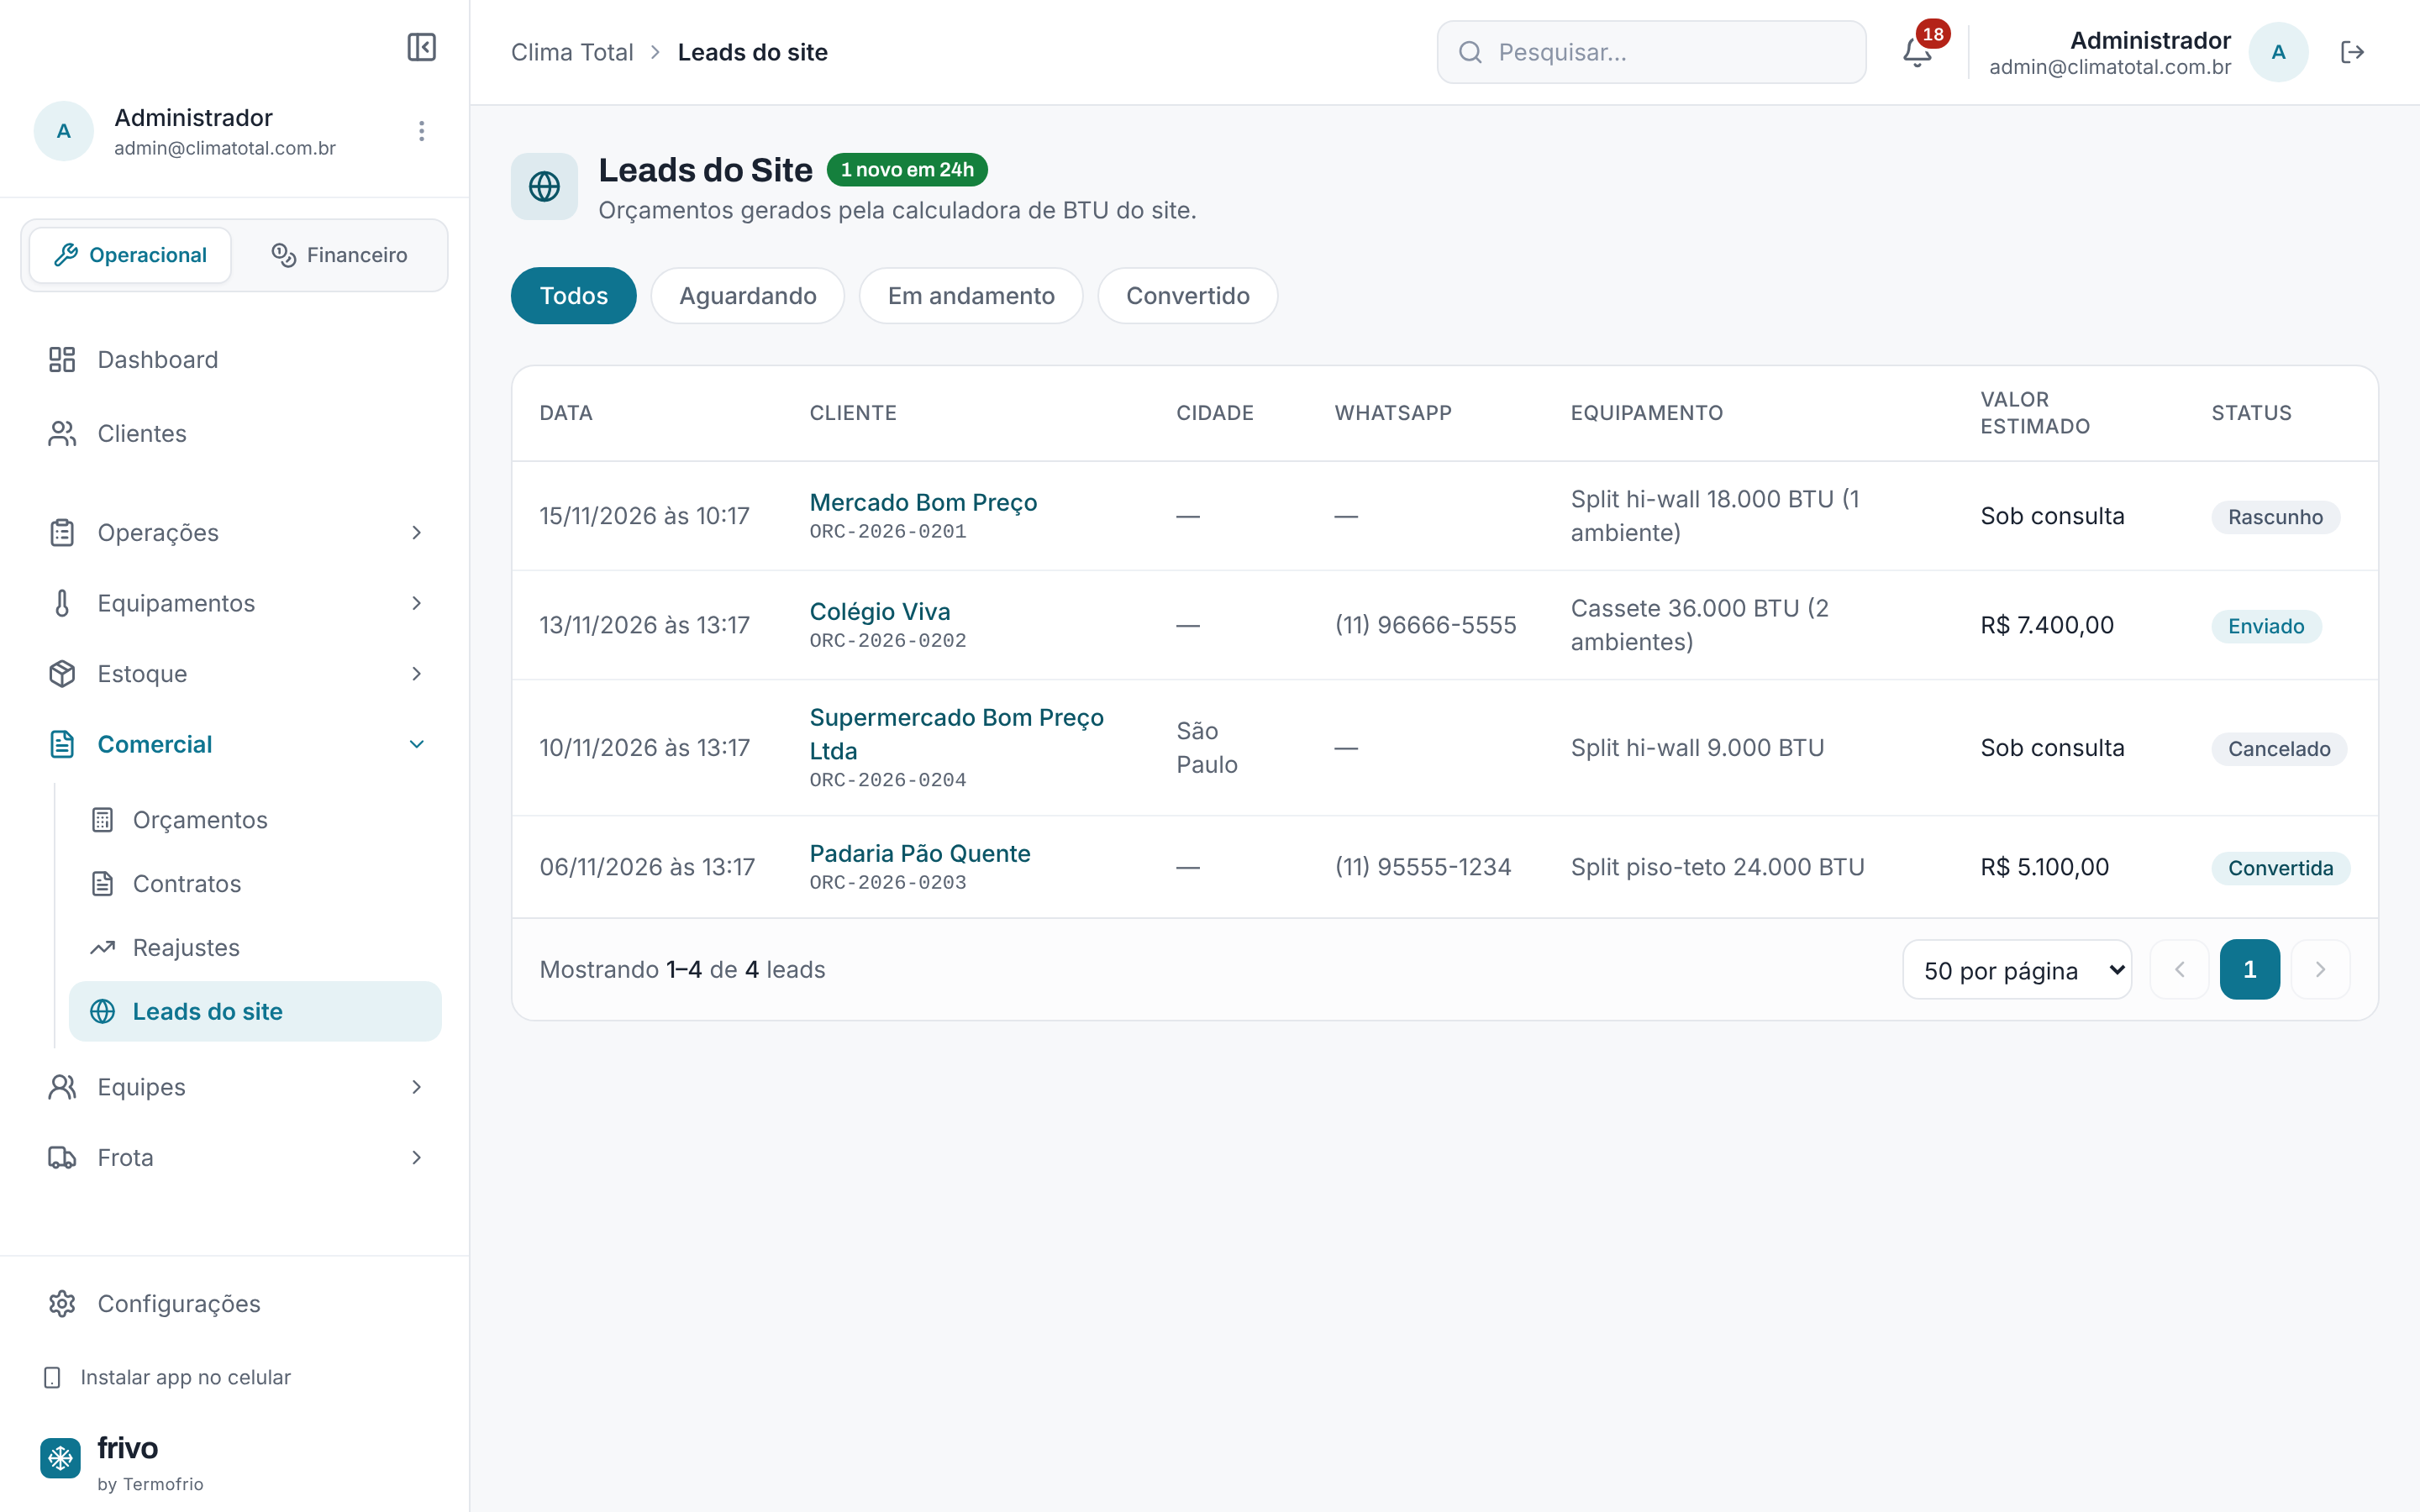 Administrador
admin@climatotal.com.br
A
Operacional
Financeiro
Dashboard
Clientes
Operações
Equipamentos
Estoque
Comercial
Orçamentos
Contratos
Reajustes
Leads do site
Equipes
Frota
Configurações
Instalar app no celular
frivo
by Termofrio
Clima Total > Leads do site
Pesquisar...
18
Administrador
admin@climatotal.com.br
A
Leads do Site 1 novo em 24h
Orçamentos gerados pela calculadora de BTU do site.
Todos Aguardando Em andamento Convertido
DATA CLIENTE CIDADE WHATSAPP EQUIPAMENTO VALOR ESTIMADO STATUS
15/11/2026 às 10:17
Mercado Bom Preço
ORC-2026-0201
—
—
Split hi-wall 18.000 BTU (1
ambiente)
Sob consulta
Rascunho
13/11/2026 às 13:17
Colégio Viva
ORC-2026-0202
—
(11) 96666-5555
Cassete 36.000 BTU (2
ambientes)
R$ 7.400,00
Enviado
10/11/2026 às 13:17
Supermercado Bom Preço
Ltda
ORC-2026-0204
São
Paulo
—
Split hi-wall 9.000 BTU
Sob consulta
Cancelado
06/11/2026 às 13:17
Padaria Pão Quente
ORC-2026-0203
—
(11) 95555-1234
Split piso-teto 24.000 BTU
R$ 5.100,00
Convertida
Mostrando 1–4 de 4 leads
50 por página
1